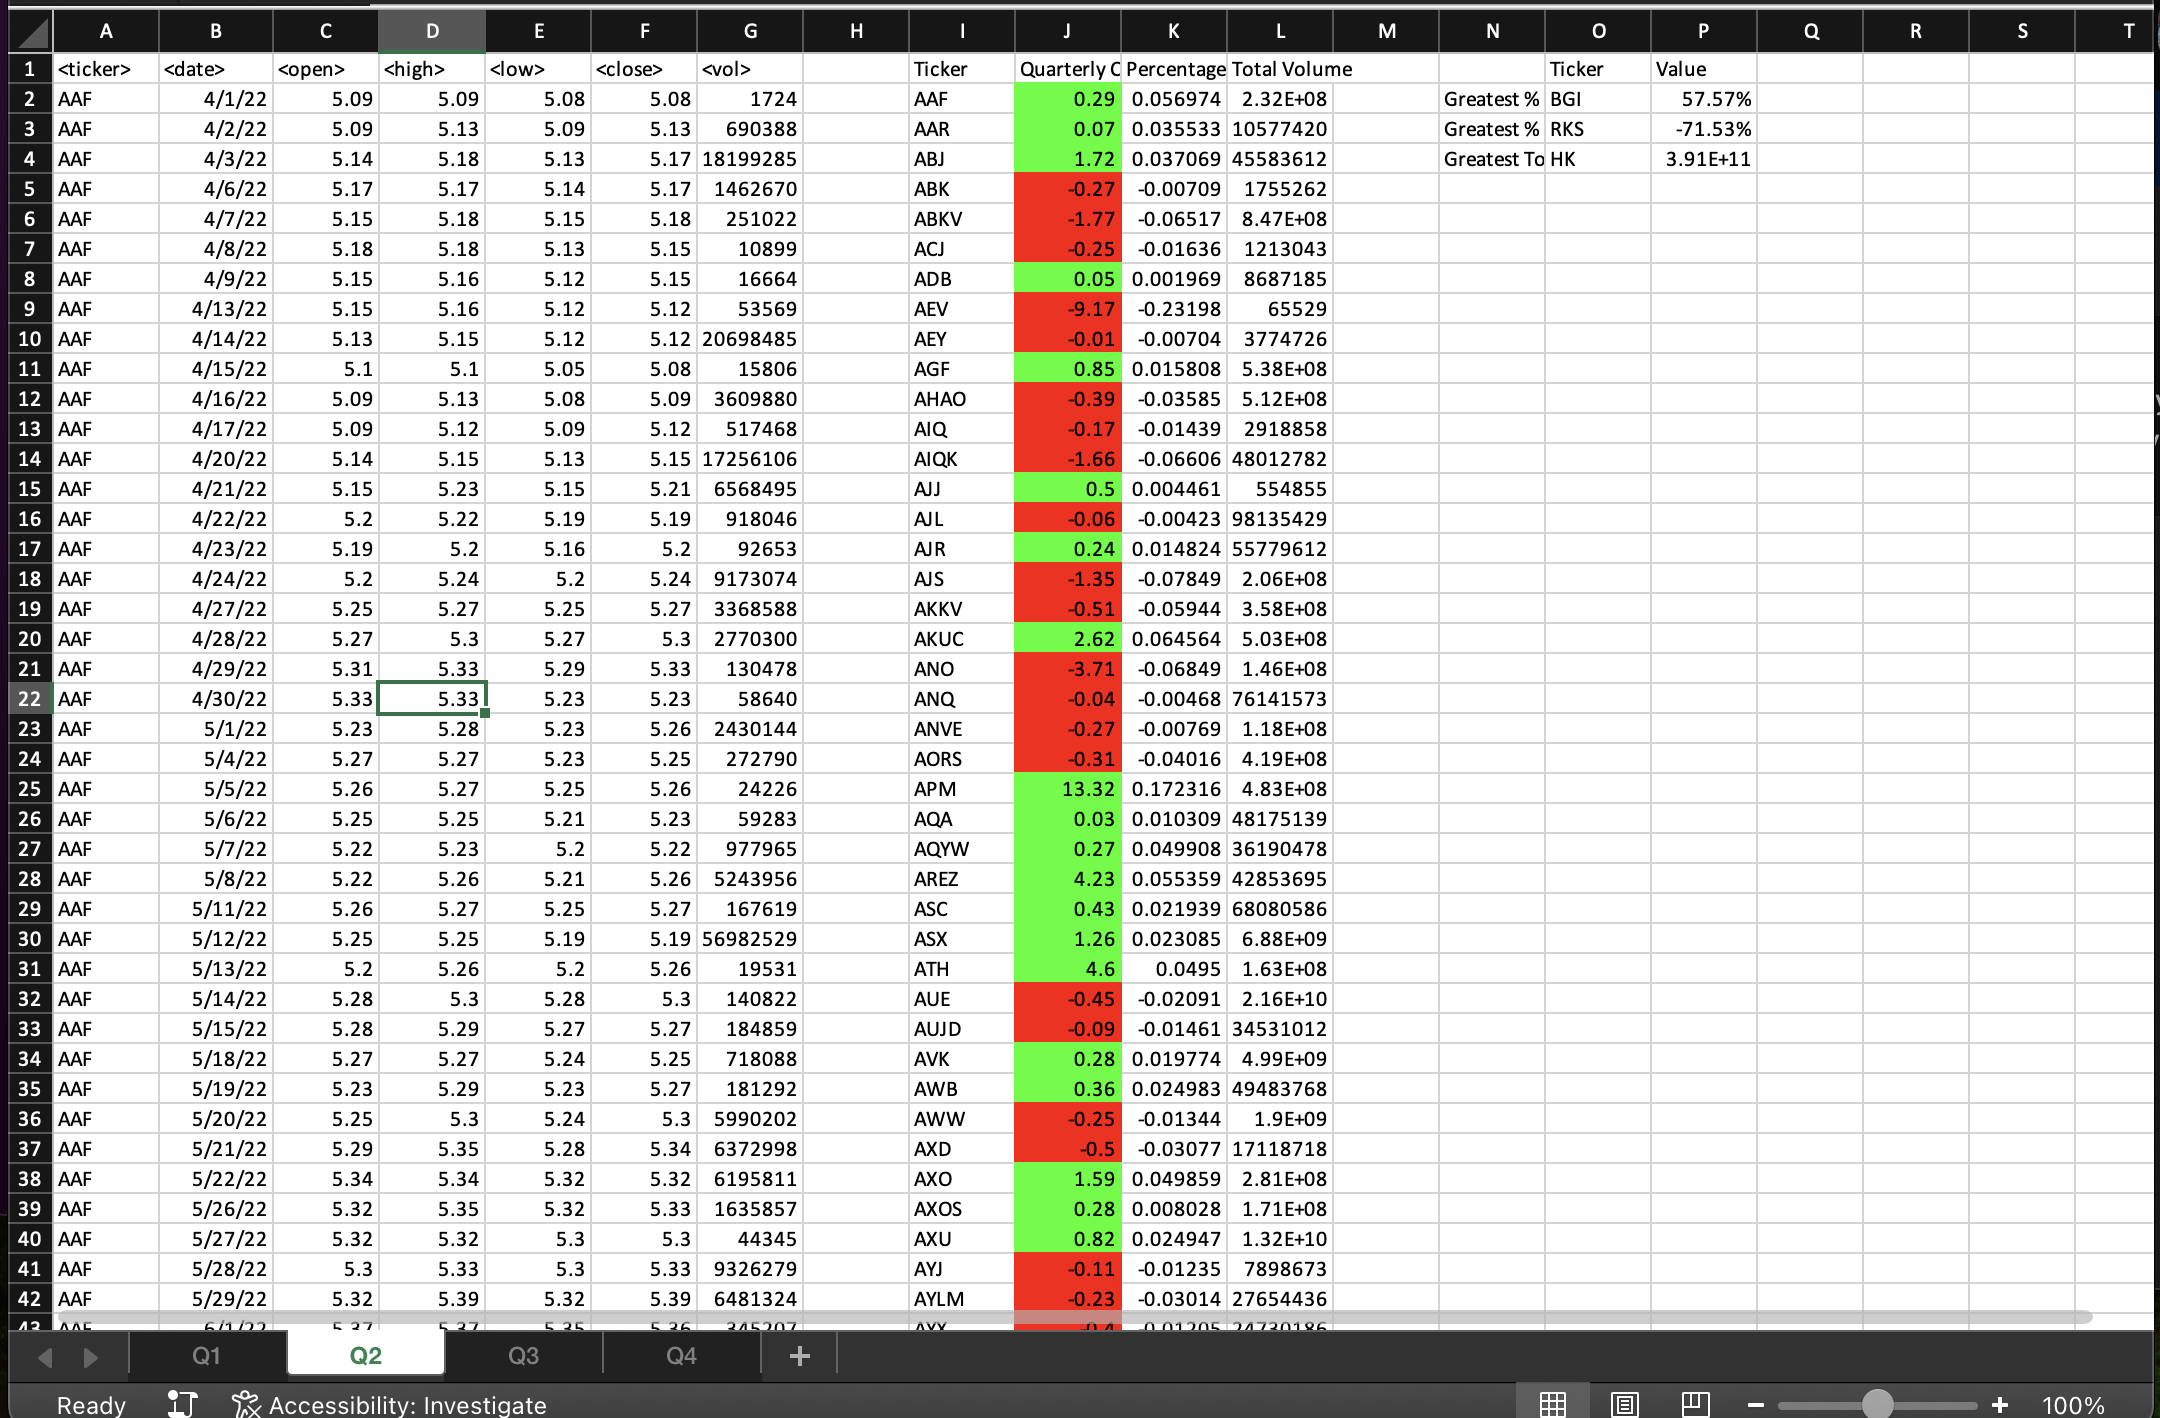 A B C D E F G H I J K L M N O P Q R S T
1 <ticker> <date> <open> <high> <low> <close> <vol> Ticker Quarterly C Percentage Total Volume Ticker Value
2 AAF 4/1/22 5.09 5.09 5.08 5.08 1724 AAF 0.29 0.056974 2.32E+08 Greatest % BGI 57.57%
3 AAF 4/2/22 5.09 5.13 5.09 5.13 690388 AAR 0.07 0.035533 10577420 Greatest % RKS -71.53%
4 AAF 4/3/22 5.14 5.18 5.13 5.17 18199285 ABJ 1.72 0.037069 45583612 Greatest To HK 3.91E+11
5 AAF 4/6/22 5.17 5.17 5.14 5.17 1462670 ABK -0.27 -0.00709 1755262
6 AAF 4/7/22 5.15 5.18 5.15 5.18 251022 ABKV -1.77 -0.06517 8.47E+08
7 AAF 4/8/22 5.18 5.18 5.13 5.15 10899 ACJ -0.25 -0.01636 1213043
8 AAF 4/9/22 5.15 5.16 5.12 5.15 16664 ADB 0.05 0.001969 8687185
9 AAF 4/13/22 5.15 5.16 5.12 5.12 53569 AEV -9.17 -0.23198 65529
10 AAF 4/14/22 5.13 5.15 5.12 5.12 20698485 AEY -0.01 -0.00704 3774726
11 AAF 4/15/22 5.1 5.1 5.05 5.08 15806 AGF 0.85 0.015808 5.38E+08
12 AAF 4/16/22 5.09 5.13 5.08 5.09 3609880 AHAO -0.39 -0.03585 5.12E+08
13 AAF 4/17/22 5.09 5.12 5.09 5.12 517468 AIQ -0.17 -0.01439 2918858
14 AAF 4/20/22 5.14 5.15 5.13 5.15 17256106 AIQK -1.66 -0.06606 48012782
15 AAF 4/21/22 5.15 5.23 5.15 5.21 6568495 AJJ 0.5 0.004461 554855
16 AAF 4/22/22 5.2 5.22 5.19 5.19 918046 AJL -0.06 -0.00423 98135429
17 AAF 4/23/22 5.19 5.2 5.16 5.2 92653 AJR 0.24 0.014824 55779612
18 AAF 4/24/22 5.2 5.24 5.2 5.24 9173074 AJS -1.35 -0.07849 2.06E+08
19 AAF 4/27/22 5.25 5.27 5.25 5.27 3368588 AKKV -0.51 -0.05944 3.58E+08
20 AAF 4/28/22 5.27 5.3 5.27 5.3 2770300 AKUC 2.62 0.064564 5.03E+08
21 AAF 4/29/22 5.31 5.33 5.29 5.33 130478 ANO -3.71 -0.06849 1.46E+08
22 AAF 4/30/22 5.33 5.33 5.23 5.23 58640 ANQ -0.04 -0.00468 76141573
23 AAF 5/1/22 5.23 5.28 5.23 5.26 2430144 ANVE -0.27 -0.00769 1.18E+08
24 AAF 5/4/22 5.27 5.27 5.23 5.25 272790 AORS -0.31 -0.04016 4.19E+08
25 AAF 5/5/22 5.26 5.27 5.25 5.26 24226 APM 13.32 0.172316 4.83E+08
26 AAF 5/6/22 5.25 5.25 5.21 5.23 59283 AQA 0.03 0.010309 48175139
27 AAF 5/7/22 5.22 5.23 5.2 5.22 977965 AQYW 0.27 0.049908 36190478
28 AAF 5/8/22 5.22 5.26 5.21 5.26 5243956 AREZ 4.23 0.055359 42853695
29 AAF 5/11/22 5.26 5.27 5.25 5.27 167619 ASC 0.43 0.021939 68080586
30 AAF 5/12/22 5.25 5.25 5.19 5.19 56982529 ASX 1.26 0.023085 6.88E+09
31 AAF 5/13/22 5.2 5.26 5.2 5.26 19531 ATH 4.6 0.0495 1.63E+08
32 AAF 5/14/22 5.28 5.3 5.28 5.3 140822 AUE -0.45 -0.02091 2.16E+10
33 AAF 5/15/22 5.28 5.29 5.27 5.27 184859 AUJD -0.09 -0.01461 34531012
34 AAF 5/18/22 5.27 5.27 5.24 5.25 718088 AVK 0.28 0.019774 4.99E+09
35 AAF 5/19/22 5.23 5.29 5.23 5.27 181292 AWB 0.36 0.024983 49483768
36 AAF 5/20/22 5.25 5.3 5.24 5.3 5990202 AWW -0.25 -0.01344 1.9E+09
37 AAF 5/21/22 5.29 5.35 5.28 5.34 6372998 AXD -0.5 -0.03077 17118718
38 AAF 5/22/22 5.34 5.34 5.32 5.32 6195811 AXO 1.59 0.049859 2.81E+08
39 AAF 5/26/22 5.32 5.35 5.32 5.33 1635857 AXOS 0.28 0.008028 1.71E+08
40 AAF 5/27/22 5.32 5.32 5.3 5.3 44345 AXU 0.82 0.024947 1.32E+10
41 AAF 5/28/22 5.3 5.33 5.3 5.33 9326279 AYJ -0.11 -0.01235 7898673
42 AAF 5/29/22 5.32 5.39 5.32 5.39 6481324 AYLM -0.23 -0.03014 27654436
43 AAF 6/1/22 5.37 5.37 5.35 5.36 345207 AYX -0.4 -0.01205 24730186
Q1 Q2 Q3 Q4 +
Ready Accessibility: Investigate 100%